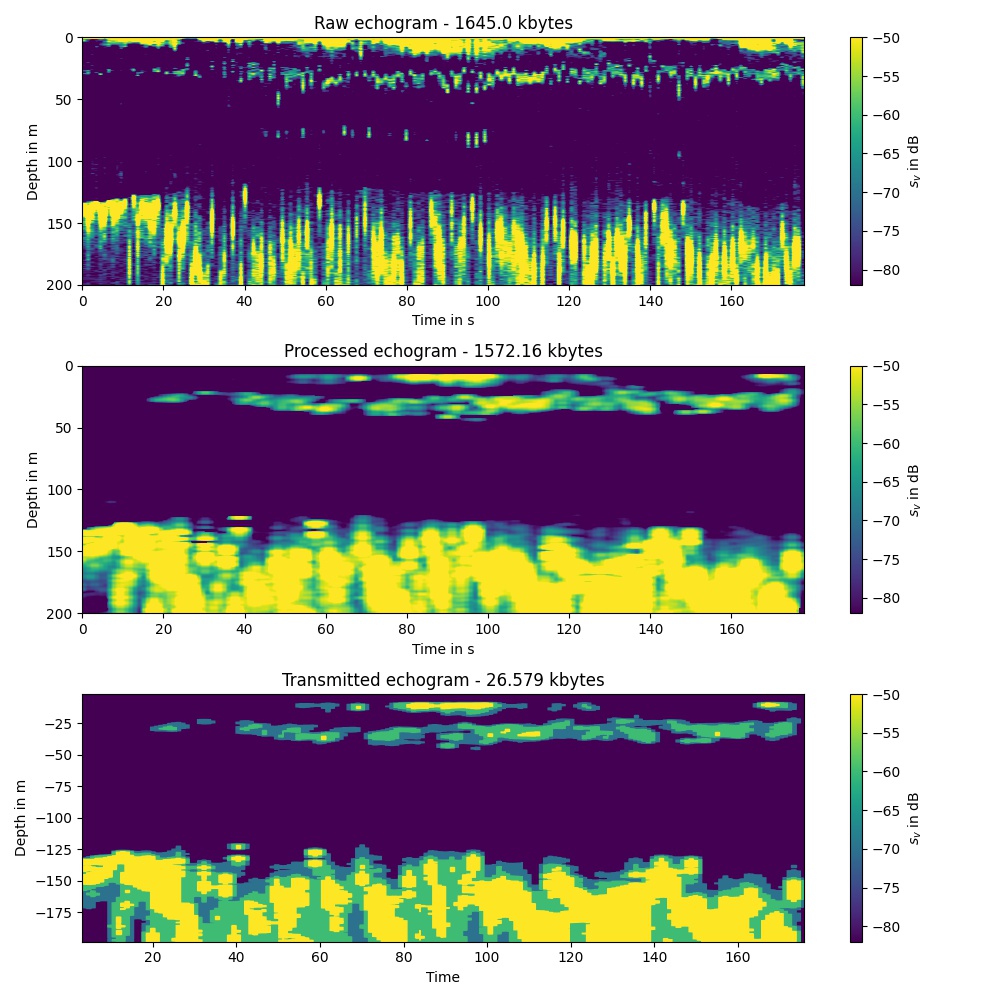 Raw echogram - 1645.0 kbytes
0
50
100
150
200
Depth in m
0 20 40 60 80 100 120 140 160
Time in s
−50
−55
−60
−65
−70
−75
−80
sv in dB
Processed echogram - 1572.16 kbytes
0
50
100
150
200
Depth in m
0 20 40 60 80 100 120 140 160
Time in s
−50
−55
−60
−65
−70
−75
−80
sv in dB
Transmitted echogram - 26.579 kbytes
−25
−50
−75
−100
−125
−150
−175
Depth in m
20 40 60 80 100 120 140 160
Time
−50
−55
−60
−65
−70
−75
−80
sv in dB